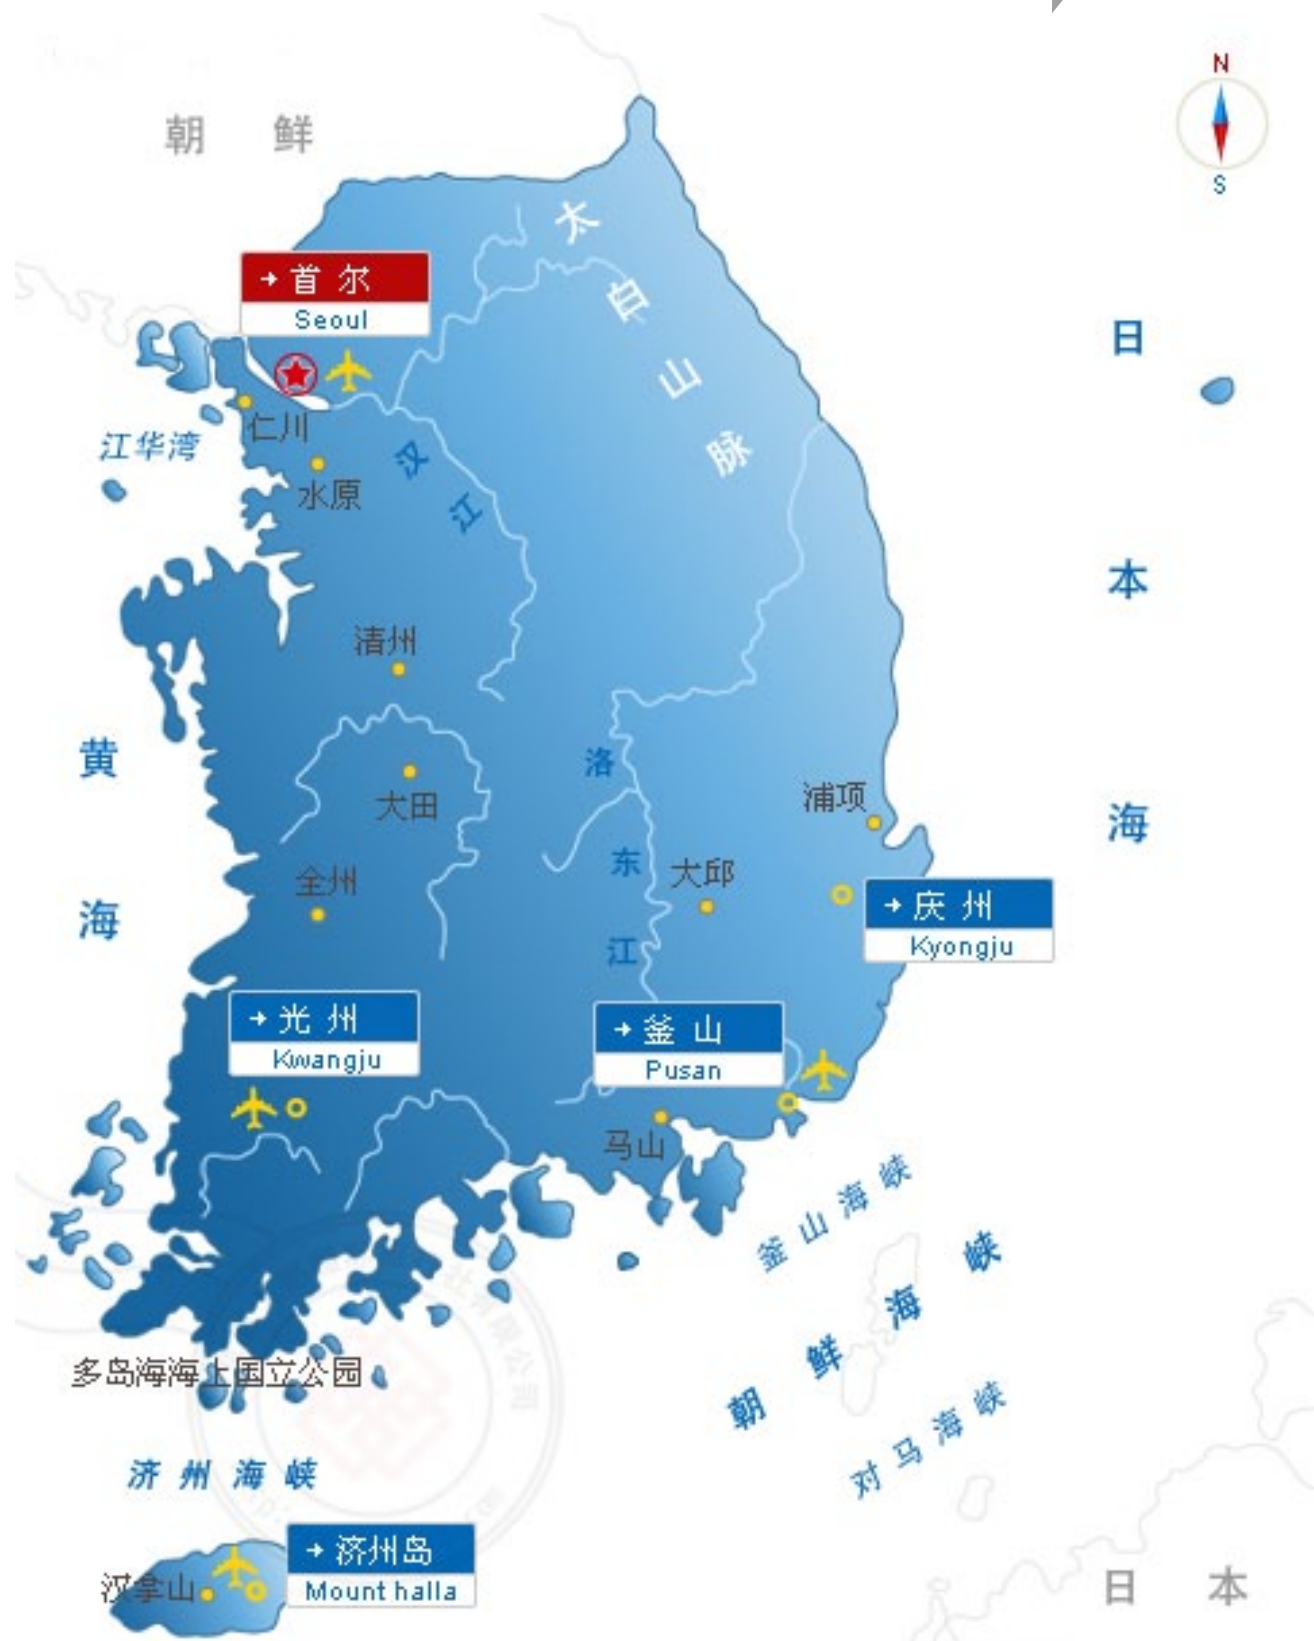 N
S
朝 鲜
太白山脉
→ 首 尔
Seoul
日本海
仁川
江华湾
汉江
水原
清州
黄海
洛东江
大田
浦项
全州
大邱
→ 庆 州
Kyongju
→ 光 州
Kwangju
→ 釜 山
Pusan
马山
釜山海峡
朝鲜海峡
对马海峡
多岛海海上国立公园
济州海峡
→ 济州岛
Mount halla
汉拿山
日 本
有限公司